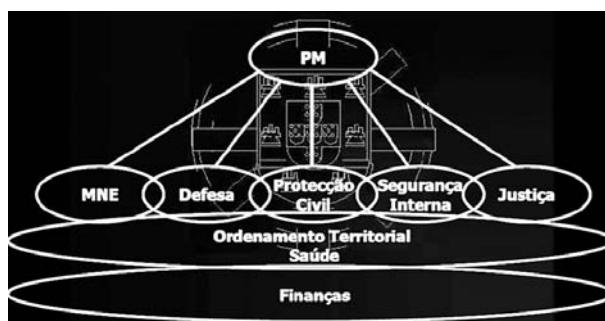 PM
MNE
Defesa
Protecção
Civil
Segurança
Interna
Justiça
Ordenamento Territorial
Saúde
Finanças